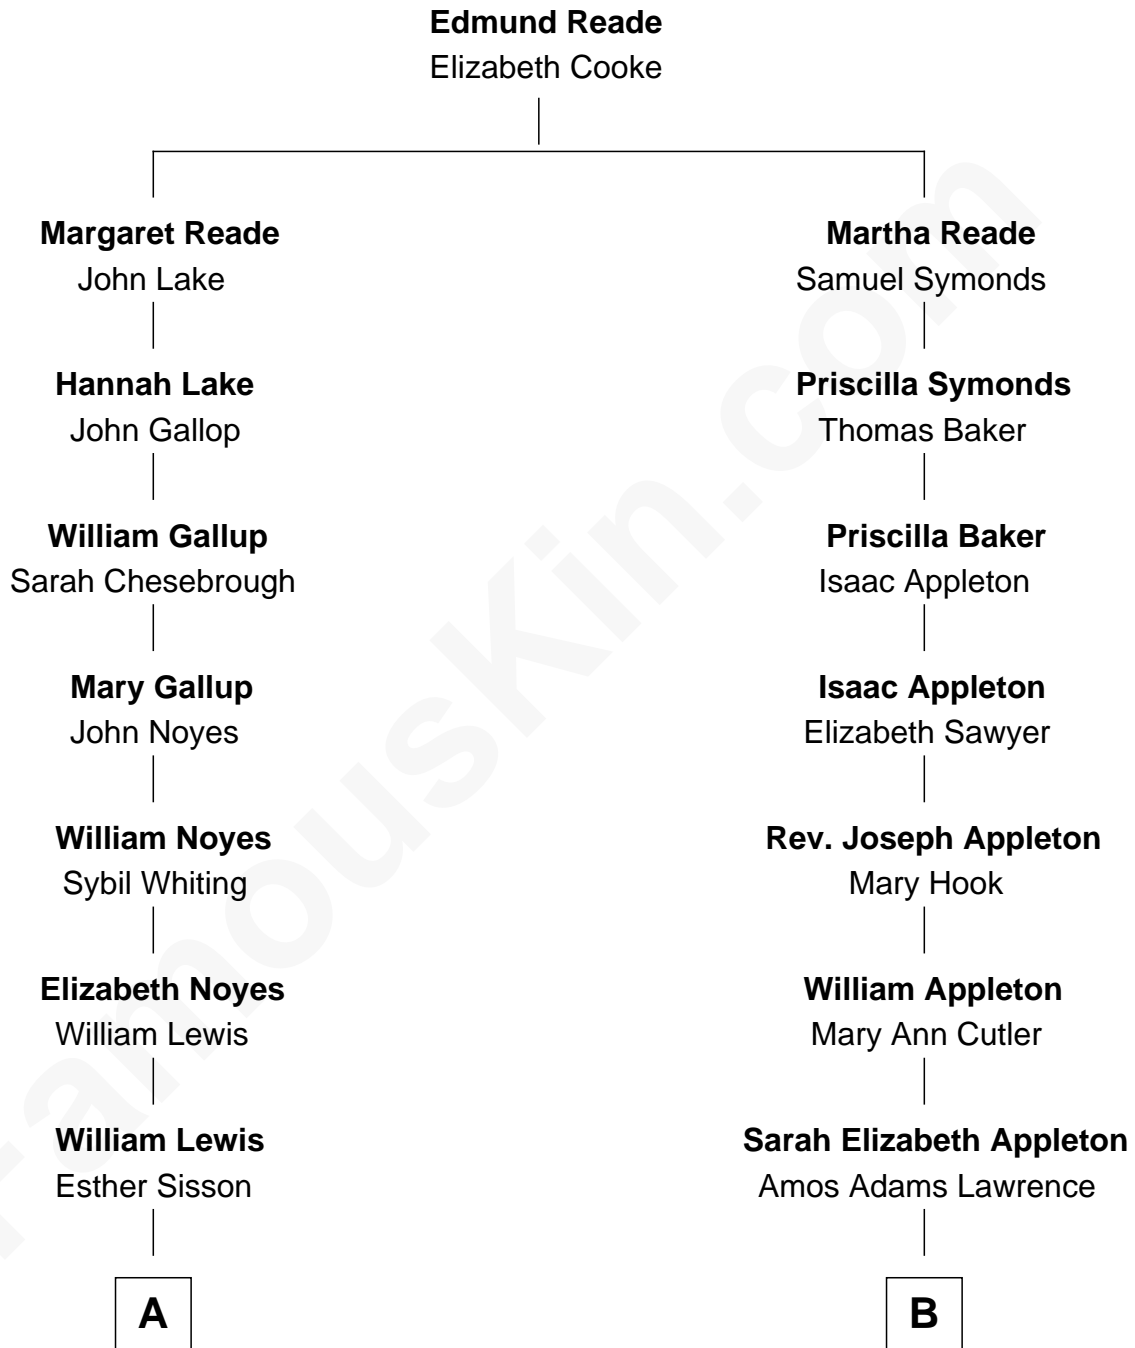 Edmund Reade
Elizabeth Cooke
Margaret Reade
John Lake
Martha Reade
Samuel Symonds
Hannah Lake
John Gallop
Priscilla Symonds
Thomas Baker
William Gallup
Sarah Chesebrough
Priscilla Baker
Isaac Appleton
Mary Gallup
John Noyes
Isaac Appleton
Elizabeth Sawyer
William Noyes
Sybil Whiting
Rev. Joseph Appleton
Mary Hook
Elizabeth Noyes
William Lewis
William Appleton
Mary Ann Cutler
William Lewis
Esther Sisson
Sarah Elizabeth Appleton
Amos Adams Lawrence
A
B
FamousKin.com